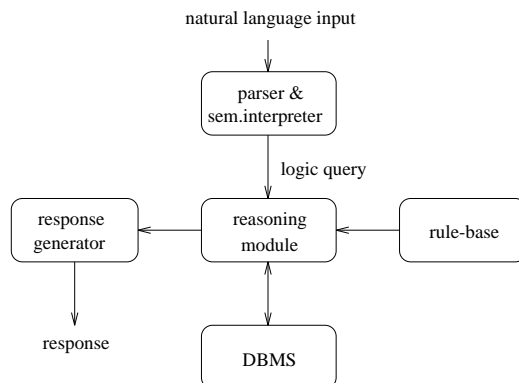 natural language input
parser &
sem.interpreter
logic query
response
generator
reasoning
module
rule-base
response
DBMS